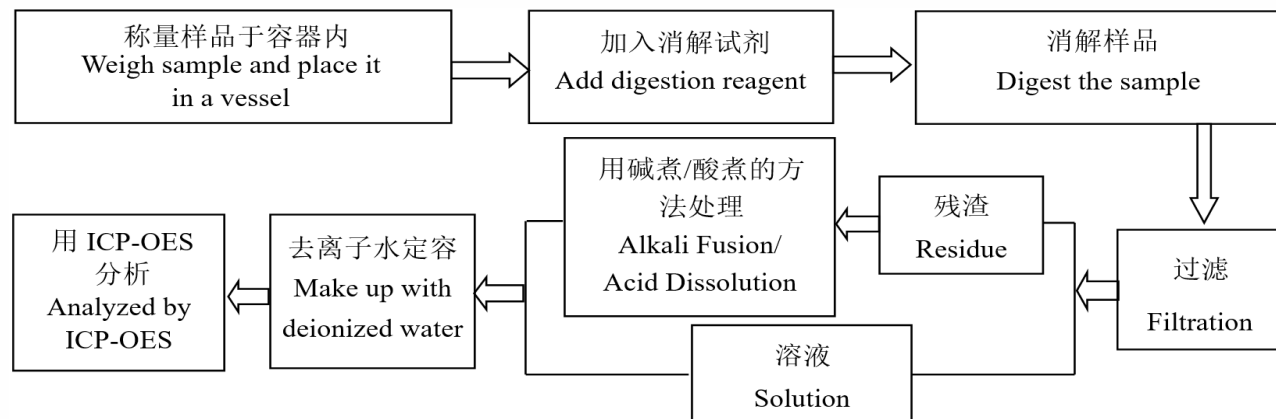 称量样品于容器内
Weigh sample and place it
in a vessel
加入消解试剂
Add digestion reagent
消解样品
Digest the sample
过滤
Filtration
残渣
Residue
用碱煮/酸煮的方
法处理
Alkali Fusion/
Acid Dissolution
溶液
Solution
去离子水定容
Make up with
deionized water
用 ICP-OES
分析
Analyzed by
ICP-OES